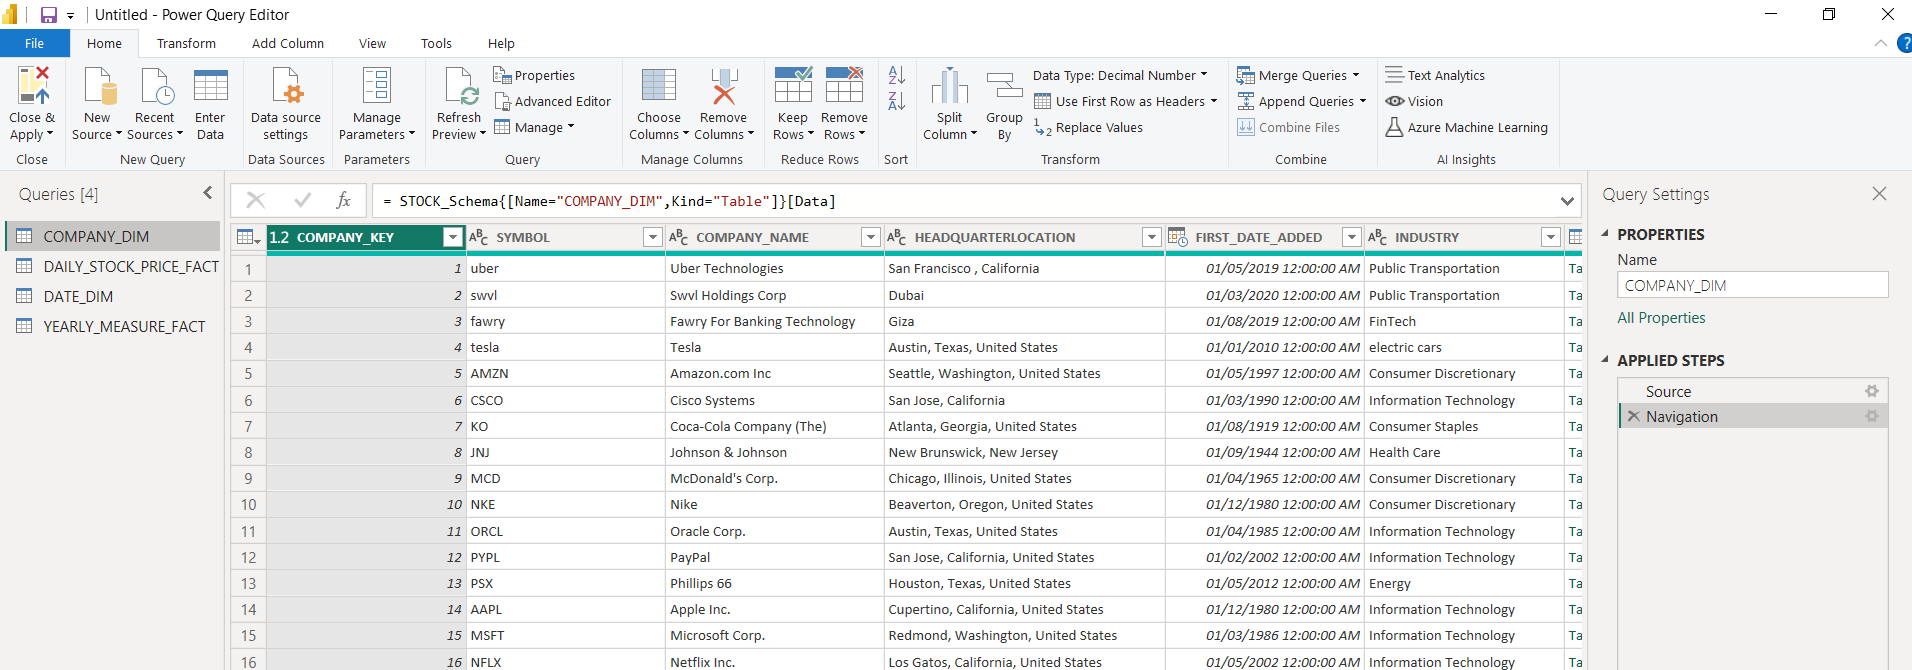 Untitled - Power Query Editor
File Home Transform Add Column View Tools Help
?
Close & Apply
Close
New Source
Recent Sources
Enter Data
New Query
Data source settings
Data Sources
Manage Parameters
Parameters
Refresh Preview
Properties
Advanced Editor
Manage
Query
Choose Columns
Remove Columns
Manage Columns
Keep Rows
Remove Rows
Reduce Rows
A
Z
Z
A
Sort
Split Column
Group By
Data Type: Decimal Number
Use First Row as Headers
1
2
Replace Values
Transform
Merge Queries
Append Queries
Combine Files
Combine
Text Analytics
Vision
Azure Machine Learning
AI Insights
Queries [4]
COMPANY_DIM
DAILY_STOCK_PRICE_FACT
DATE_DIM
YEARLY_MEASURE_FACT
fx
= STOCK_Schema{[Name="COMPANY_DIM",Kind="Table"]}[Data]
1.2 COMPANY_KEY ABC SYMBOL ABC COMPANY_NAME ABC HEADQUARTERLOCATION FIRST_DATE_ADDED ABC INDUSTRY
1 1 uber Uber Technologies San Francisco , California 01/05/2019 12:00:00 AM Public Transportation Ta
2 2 swvl Swvl Holdings Corp Dubai 01/03/2020 12:00:00 AM Public Transportation Ta
3 3 fawry Fawry For Banking Technology Giza 01/08/2019 12:00:00 AM FinTech Ta
4 4 tesla Tesla Austin, Texas, United States 01/01/2010 12:00:00 AM electric cars Ta
5 5 AMZN Amazon.com Inc Seattle, Washington, United States 01/05/1997 12:00:00 AM Consumer Discretionary Ta
6 6 CSCO Cisco Systems San Jose, California 01/03/1990 12:00:00 AM Information Technology Ta
7 7 KO Coca-Cola Company (The) Atlanta, Georgia, United States 01/08/1919 12:00:00 AM Consumer Staples Ta
8 8 JNJ Johnson & Johnson New Brunswick, New Jersey 01/09/1944 12:00:00 AM Health Care Ta
9 9 MCD McDonald's Corp. Chicago, Illinois, United States 01/04/1965 12:00:00 AM Consumer Discretionary Ta
10 10 NKE Nike Beaverton, Oregon, United States 01/12/1980 12:00:00 AM Consumer Discretionary Ta
11 11 ORCL Oracle Corp. Austin, Texas, United States 01/04/1985 12:00:00 AM Information Technology Ta
12 12 PYPL PayPal San Jose, California, United States 01/02/2002 12:00:00 AM Information Technology Ta
13 13 PSX Phillips 66 Houston, Texas, United States 01/05/2012 12:00:00 AM Energy Ta
14 14 AAPL Apple Inc. Cupertino, California, United States 01/12/1980 12:00:00 AM Information Technology Ta
15 15 MSFT Microsoft Corp. Redmond, Washington, United States 01/03/1986 12:00:00 AM Information Technology Ta
16 16 NFLX Netflix Inc. Los Gatos, California, United States 01/05/2002 12:00:00 AM Information Technology Ta
Query Settings
PROPERTIES
Name
COMPANY_DIM
All Properties
APPLIED STEPS
Source
Navigation